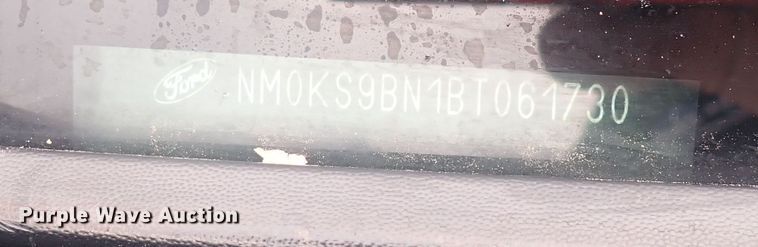 Ford NM0KS9BN1BT061730
Purple Wave Auction